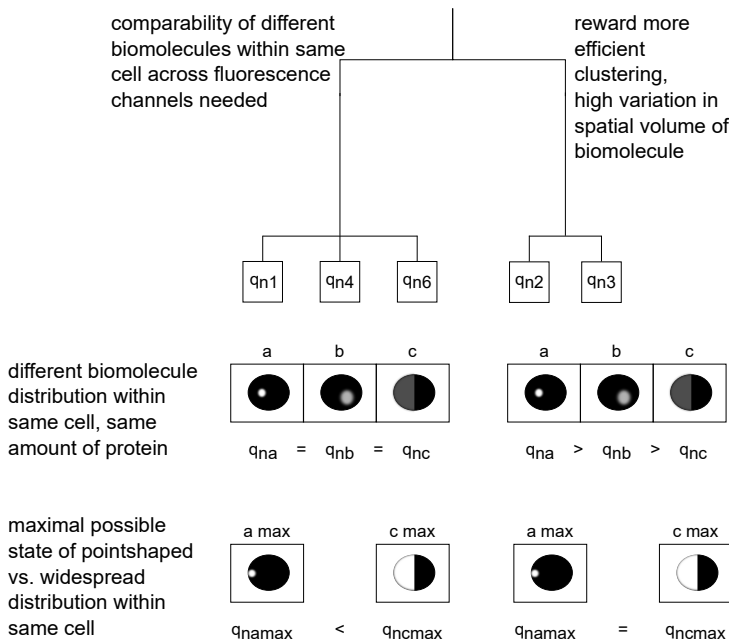 comparability of different
biomolecules within same
cell across fluorescence
channels needed
reward more
efficient
clustering,
high variation in
spatial volume of
biomolecule
qn1 qn4 qn6 qn2 qn3
a b c a b c
different biomolecule
distribution within
same cell, same
amount of protein
qna = qnb = qnc qna > qnb > qnc
maximal possible
state of pointshaped
vs. widespread
distribution within
same cell
a max c max a max c max
qnamax < qncmax qnamax = qncmax